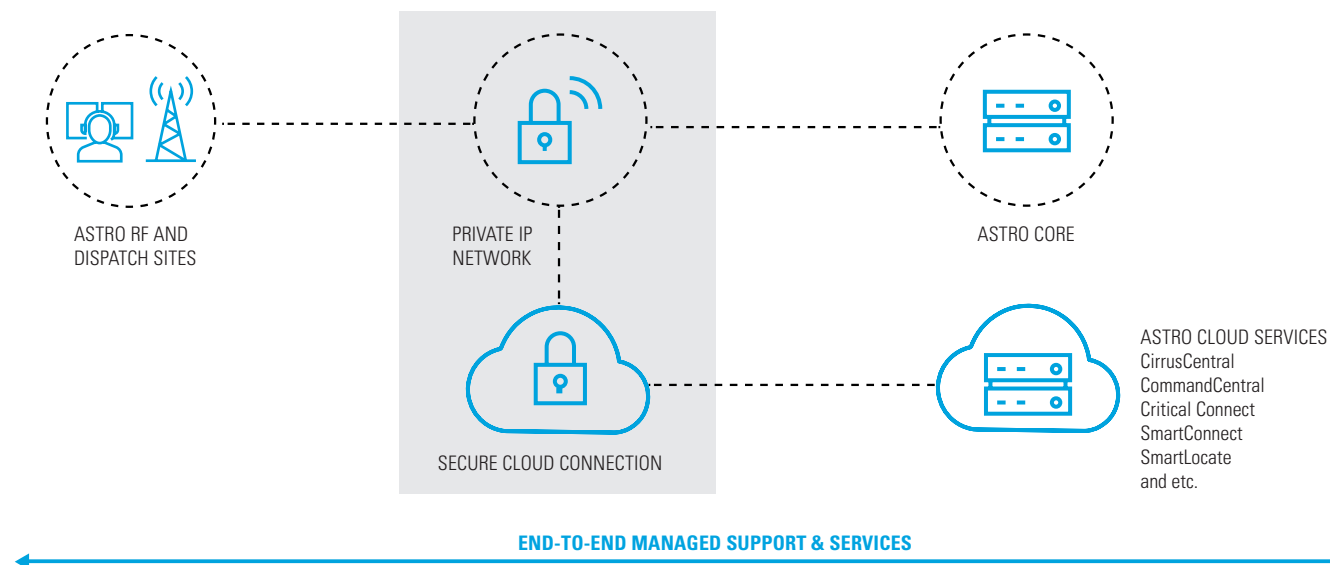 ASTRO RF AND
DISPATCH SITES
PRIVATE IP
NETWORK
ASTRO CORE
SECURE CLOUD CONNECTION
ASTRO CLOUD SERVICES
CirrusCentral
CommandCentral
Critical Connect
SmartConnect
SmartLocate
and etc.
END-TO-END MANAGED SUPPORT & SERVICES